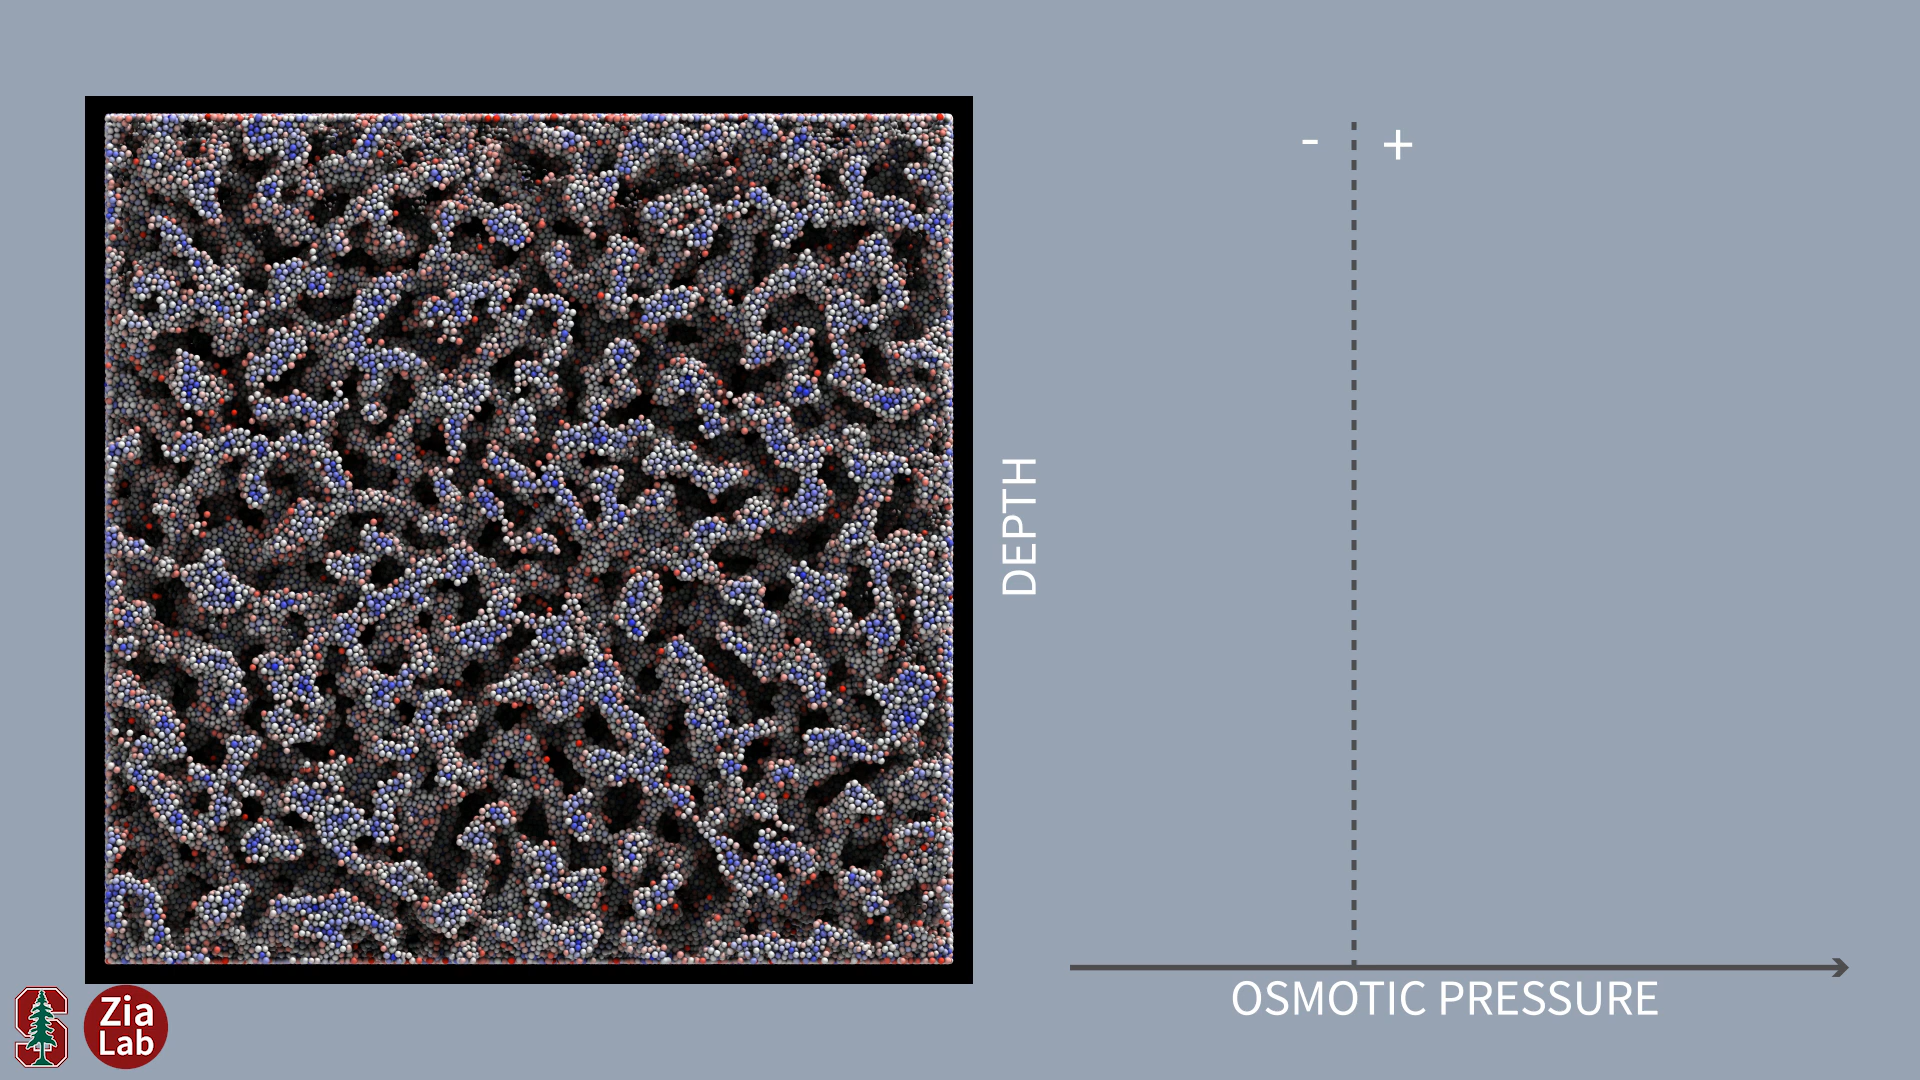 - +
DEPTH
OSMOTIC PRESSURE
S
Zia
Lab